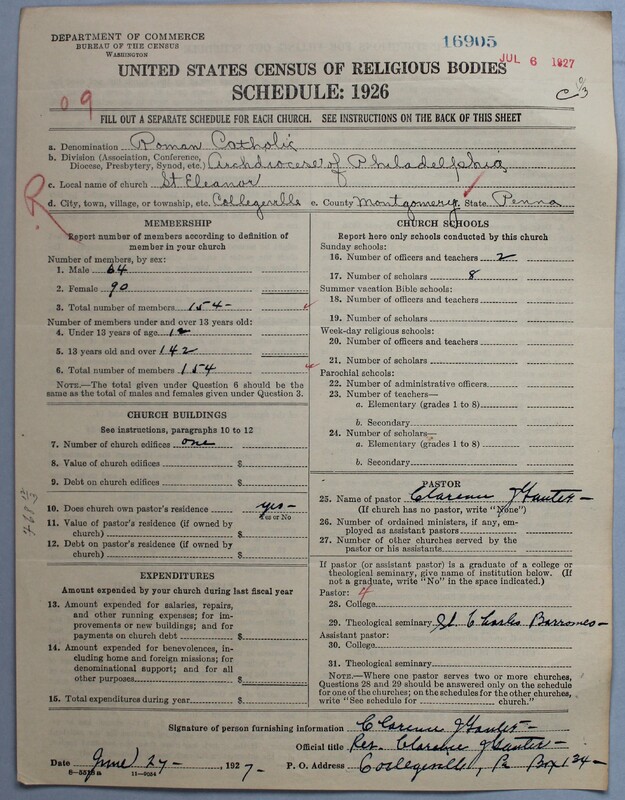 DEPARTMENT OF COMMERCE
BUREAU OF THE CENSUS
WASHINGTON
16905
JUL 6 1927
UNITED STATES CENSUS OF RELIGIOUS BODIES
SCHEDULE: 1926
09
FILL OUT A SEPARATE SCHEDULE FOR EACH CHURCH. SEE INSTRUCTIONS ON THE BACK OF THIS SHEET
a. Denomination Roman Catholic
b. Division (Association, Conference, Diocese, Presbytery, Synod, etc.) Archdiocese of Philadelphia
c. Local name of church St Eleanor
d. City, town, village, or township, etc. Collegeville e. County Montgomery State Penna
R
MEMBERSHIP
Report number of members according to definition of
member in your church
Number of members, by sex:
1. Male 64
2. Female 90
3. Total number of members 154-
Number of members under and over 13 years old:
4. Under 13 years of age 12
5. 13 years old and over 142
6. Total number of members 154
NOTE.—The total given under Question 6 should be the
same as the total of males and females given under Question 3.
CHURCH BUILDINGS
See instructions, paragraphs 10 to 12
7. Number of church edifices one
8. Value of church edifices $
9. Debt on church edifices $
10. Does church own pastor's residence yes-
Yes or No
11. Value of pastor's residence (if owned by
church) $
12. Debt on pastor's residence (if owned by
church) $
EXPENDITURES
Amount expended by your church during last fiscal year
13. Amount expended for salaries, repairs,
and other running expenses; for im-
provements or new buildings; and for
payments on church debt $
14. Amount expended for benevolences, in-
cluding home and foreign missions; for
denominational support; and for all
other purposes $
15. Total expenditures during year $
CHURCH SCHOOLS
Report here only schools conducted by this church
Sunday schools:
16. Number of officers and teachers 2
17. Number of scholars 8
Summer vacation Bible schools:
18. Number of officers and teachers
19. Number of scholars
Week-day religious schools:
20. Number of officers and teachers
21. Number of scholars
Parochial schools:
22. Number of administrative officers
23. Number of teachers—
a. Elementary (grades 1 to 8)
b. Secondary
24. Number of scholars—
a. Elementary (grades 1 to 8)
b. Secondary
PASTOR
25. Name of pastor Clarence J Gauter-
(If church has no pastor, write "None")
26. Number of ordained ministers, if any, em-
ployed as assistant pastors
27. Number of other churches served by the
pastor or his assistants
If pastor (or assistant pastor) is a graduate of a college or
theological seminary, give name of institution below. (If
not a graduate, write "No" in the space indicated.)
Pastor: 4
28. College
29. Theological seminary St. Charles Barromeo-
Assistant pastor:
30. College
31. Theological seminary
NOTE.—Where one pastor serves two or more churches,
Questions 28 and 29 should be answered only on the schedule
for one of the churches; on the schedules for the other churches,
write "See schedule for church."
Signature of person furnishing information Clarence J Gauter-
Official title Rev. Clarence J Gauter-
Date June 27-, 1927- P. O. Address Collegeville, Pa Box 134-
8—5518a 11—9024